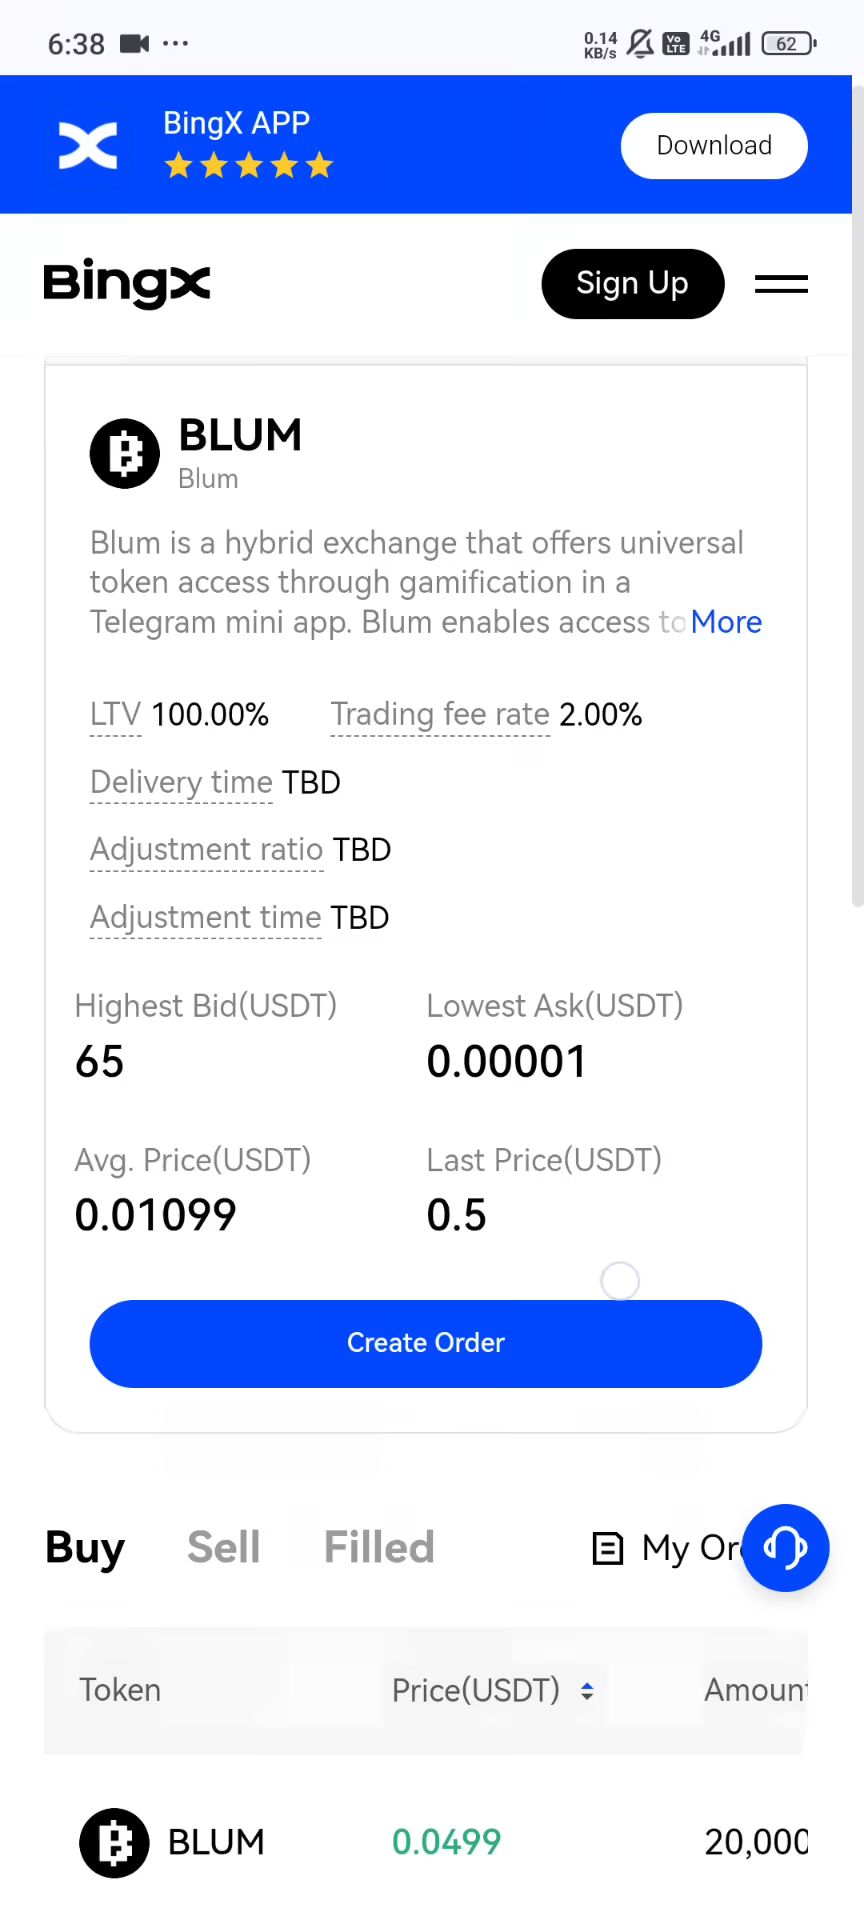 6:38 ...
0.14 KB/s Vo LTE 4G 62
BingX APP
Download
BingX
Sign Up
BLUM
Blum
Blum is a hybrid exchange that offers universal
token access through gamification in a
Telegram mini app. Blum enables access to More
LTV 100.00% Trading fee rate 2.00%
Delivery time TBD
Adjustment ratio TBD
Adjustment time TBD
Highest Bid(USDT) Lowest Ask(USDT)
65 0.00001
Avg. Price(USDT) Last Price(USDT)
0.01099 0.5
Create Order
Buy Sell Filled My Or
Token Price(USDT) Amount
BLUM 0.0499 20,000